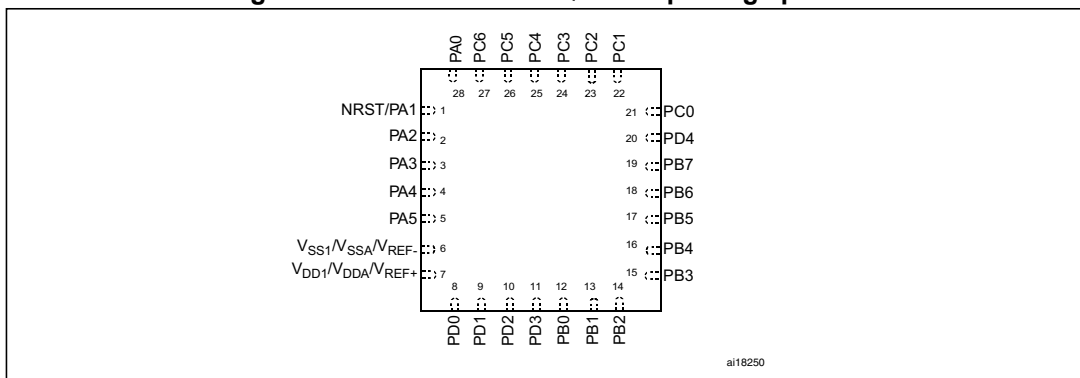 PA0 PC6 PC5 PC4 PC3 PC2 PC1
28 27 26 25 24 23 22
NRST/PA1 1 21 PC0
PA2 2 20 PD4
PA3 3 19 PB7
PA4 4 18 PB6
PA5 5 17 PB5
VSS1/VSSA/VREF- 6 16 PB4
VDD1/VDDA/VREF+ 7 15 PB3
8 9 10 11 12 13 14
PD0 PD1 PD2 PD3 PB0 PB1 PB2
ai18250